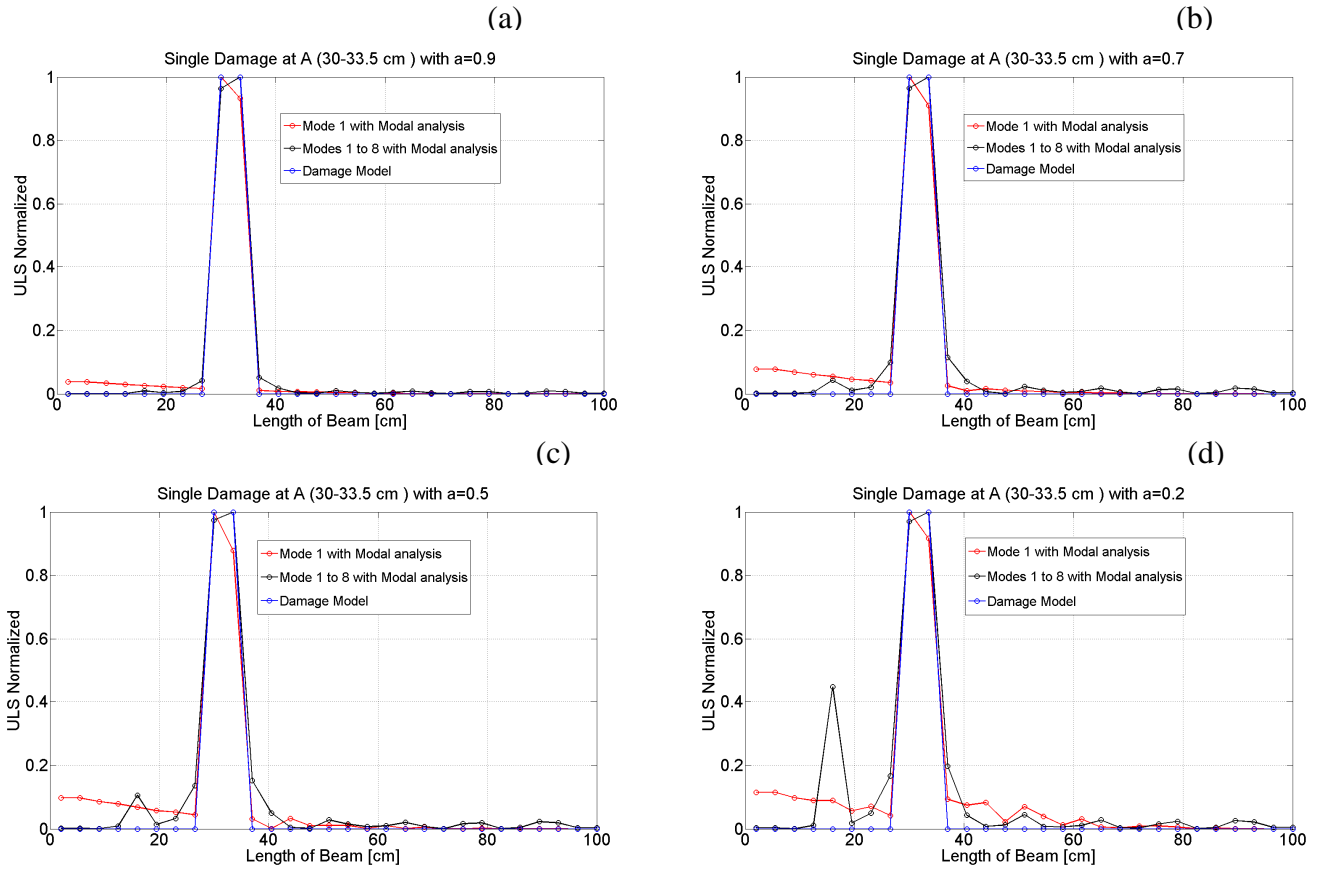 (a)
Single Damage at A (30-33.5 cm ) with a=0.9
1
0.8
0.6
0.4
0.2
0
ULS Normalized
Mode 1 with Modal analysis
Modes 1 to 8 with Modal analysis
Damage Model
0 20 40 60 80 100
Length of Beam [cm]
(b)
Single Damage at A (30-33.5 cm ) with a=0.7
1
0.8
0.6
0.4
0.2
0
ULS Normalized
Mode 1 with Modal analysis
Modes 1 to 8 with Modal analysis
Damage Model
0 20 40 60 80 100
Length of Beam [cm]
(c)
Single Damage at A (30-33.5 cm ) with a=0.5
1
0.8
0.6
0.4
0.2
0
ULS Normalized
Mode 1 with Modal analysis
Mode 1 to 8 with Modal analysis
Damage Model
0 20 40 60 80 100
Length of Beam [cm]
(d)
Single Damage at A (30-33.5 cm ) with a=0.2
1
0.8
0.6
0.4
0.2
0
ULS Normalized
Mode 1 with Modal analysis
Modes 1 to 8 with Modal analysis
Damage Model
0 20 40 60 80 100
Length of Beam [cm]